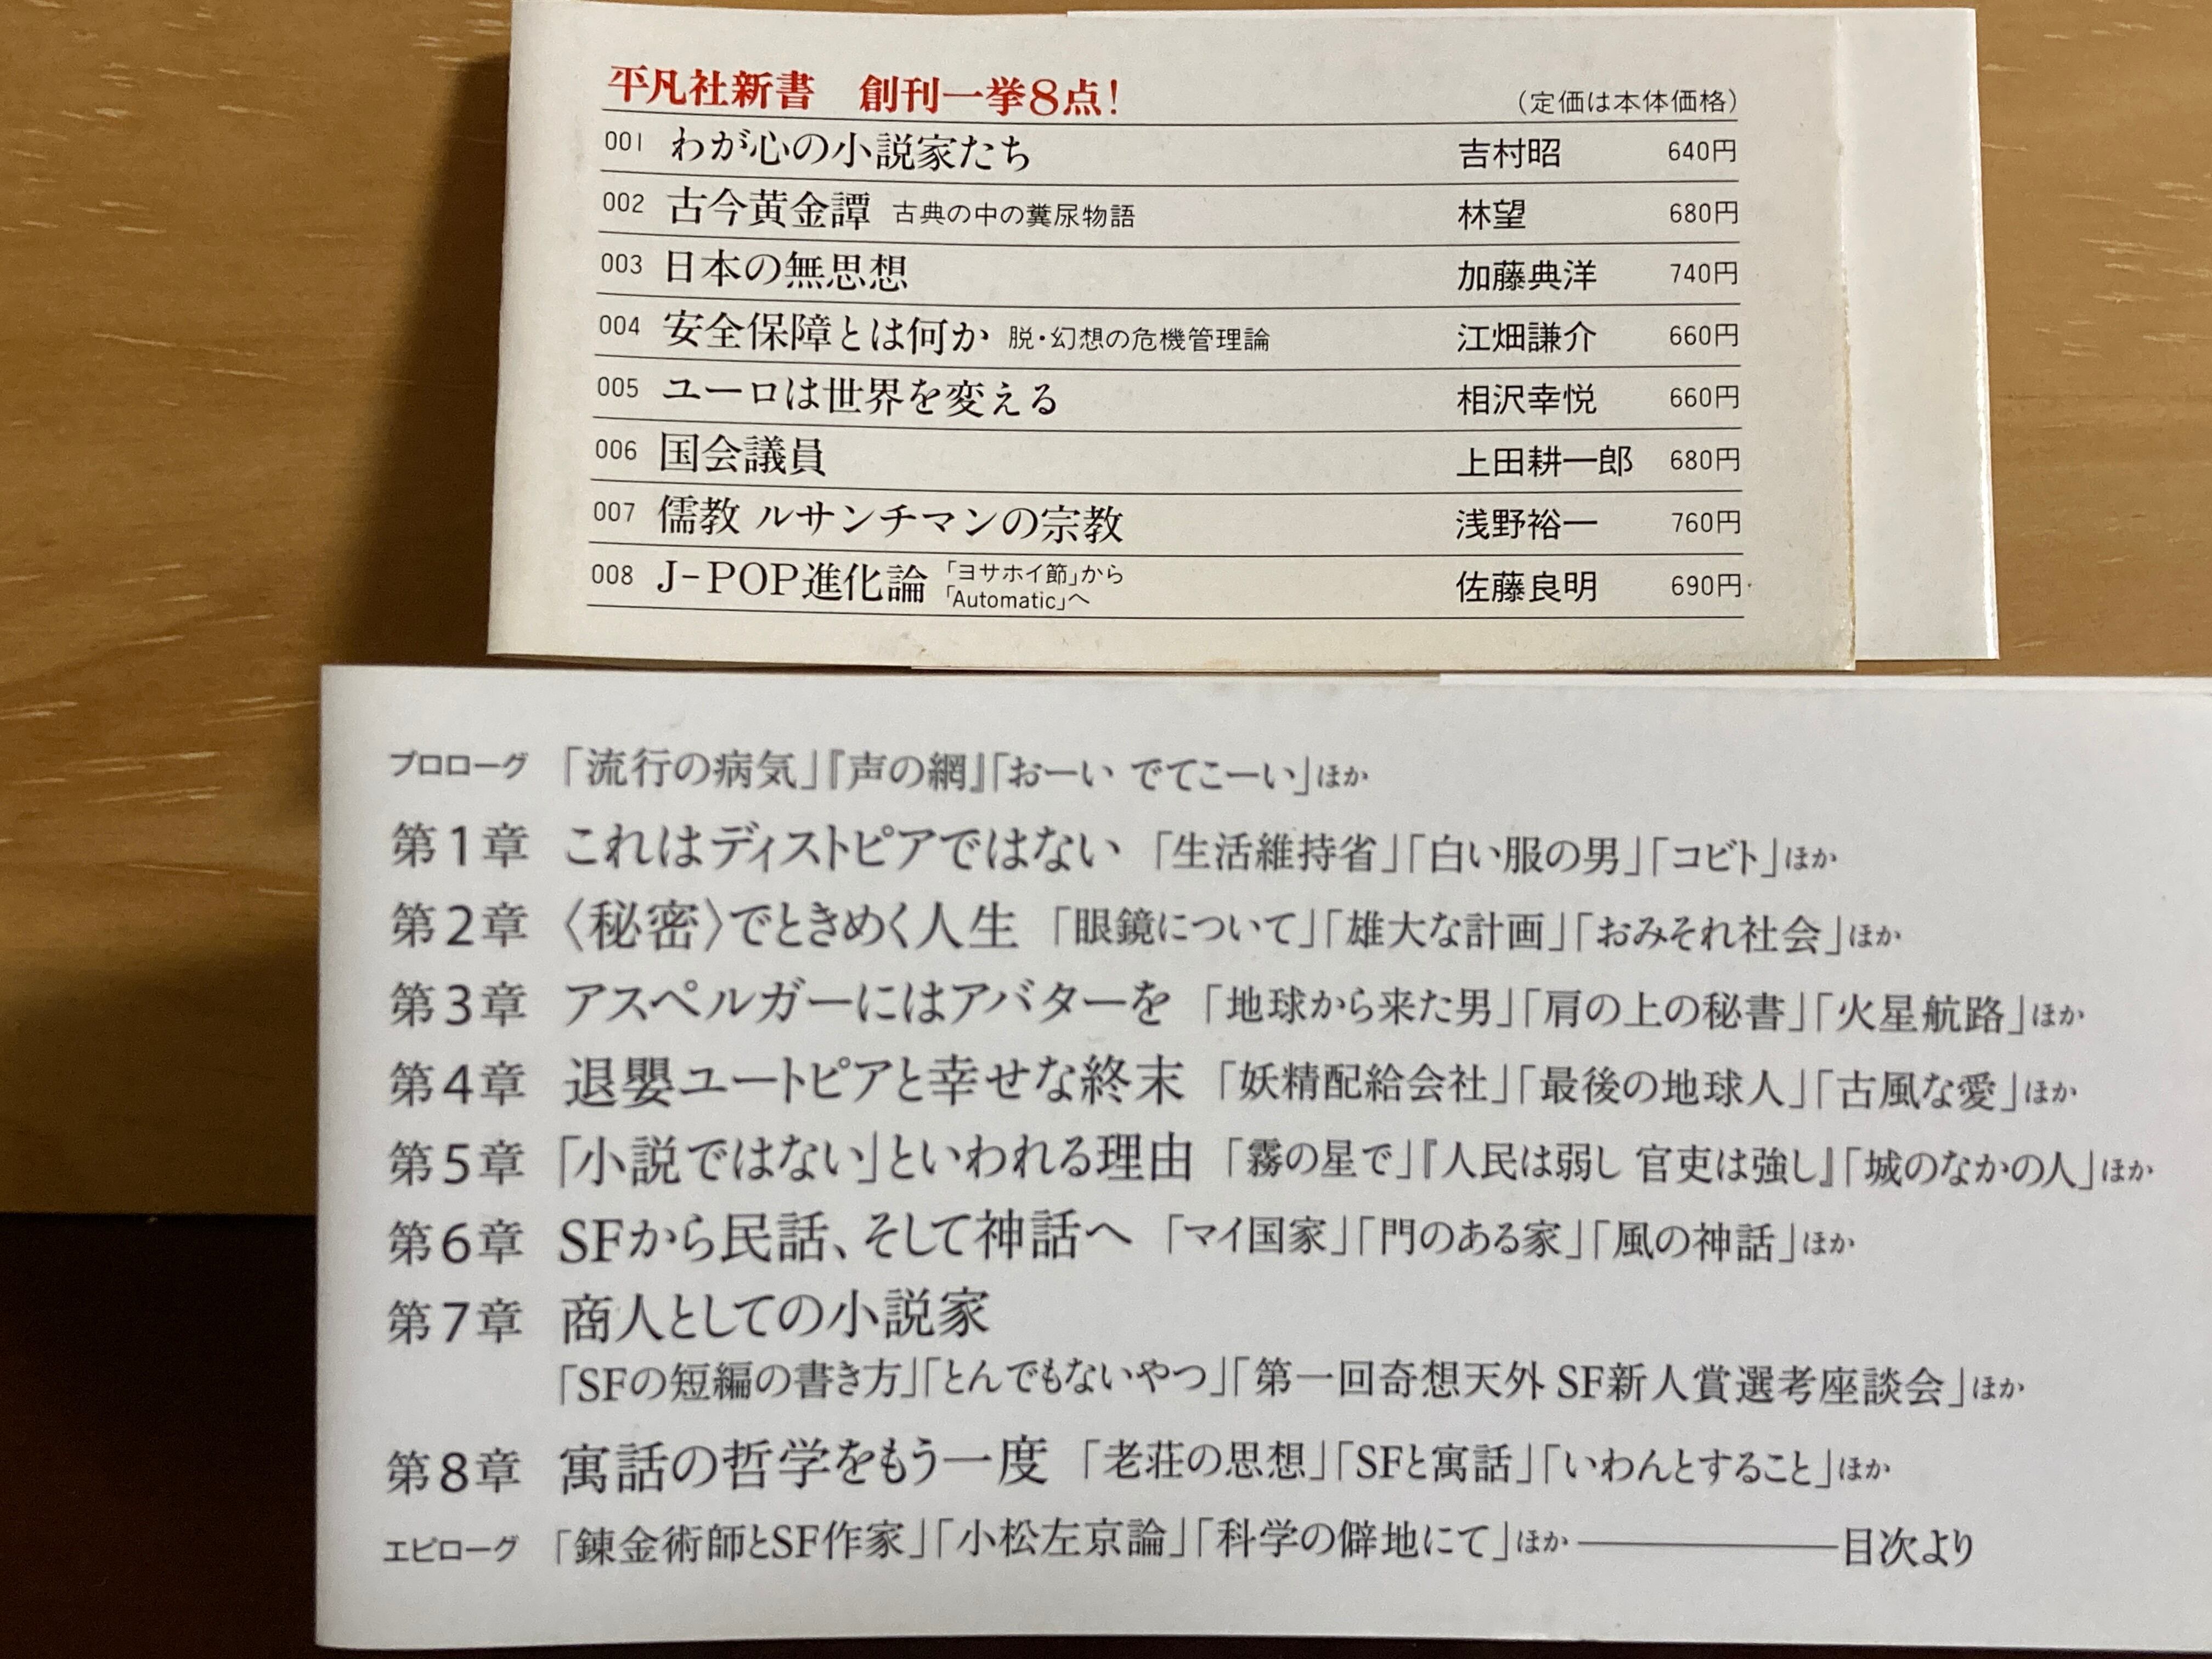 平凡社新書　創刊一挙8点！ （定価は本体価格）
001 わが心の小説家たち 吉村昭 640円
002 古今黄金譚 古典の中の糞尿物語 林望 680円
003 日本の無思想 加藤典洋 740円
004 安全保障とは何か 脱・幻想の危機管理論 江畑謙介 660円
005 ユーロは世界を変える 相沢幸悦 660円
006 国会議員 上田耕一郎 680円
007 儒教 ルサンチマンの宗教 浅野裕一 760円
008 J-POP進化論 「ヨサホイ節」から 佐藤良明 690円
「Automatic」へ
プロローグ 「流行の病気」『声の網』「おーい でてこーい」ほか
第1章 これはディストピアではない 「生活維持省」「白い服の男」「コビト」ほか
第2章 〈秘密〉でときめく人生 「眼鏡について」「雄大な計画」「おみそれ社会」ほか
第3章 アスペルガーにはアバターを 「地球から来た男」「肩の上の秘書」「火星航路」ほか
第4章 退嬰ユートピアと幸せな終末 「妖精配給会社」「最後の地球人」「古風な愛」ほか
第5章 「小説ではない」といわれる理由 「霧の星で」『人民は弱し 官吏は強し』「城のなかの人」ほか
第6章 SFから民話、そして神話へ 「マイ国家」「門のある家」「風の神話」ほか
第7章 商人としての小説家
「SFの短編の書き方」「とんでもないやつ」「第一回奇想天外 SF新人賞選考座談会」ほか
第8章 寓話の哲学をもう一度 「老荘の思想」「SFと寓話」「いわんとすること」ほか
エピローグ 「錬金術師とSF作家」「小松左京論」「科学の僻地にて」ほか――――目次より